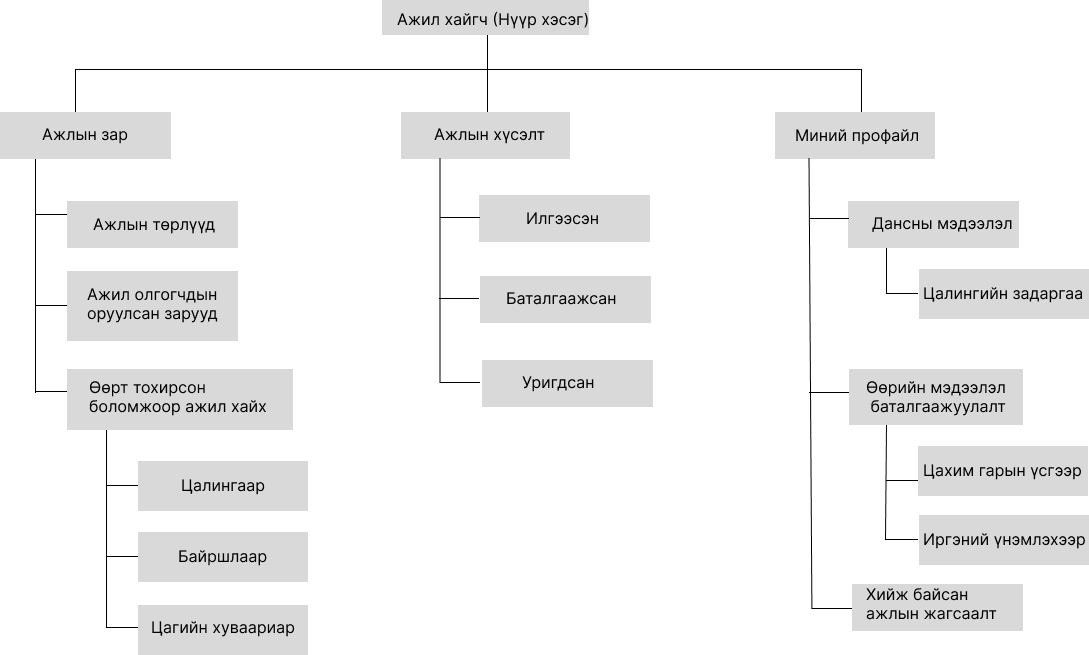 Ажил хайгч (Нүүр хэсэг)
Ажлын зар
Ажлын төрлүүд
Ажил олгогчдын
оруулсан зарууд
Өөрт тохирсон
боломжоор ажил хайх
Цалингаар
Байршлаар
Цагийн хуваариар
Ажлын хүсэлт
Илгээсэн
Баталгаажсан
Уригдсан
Миний профайл
Дансны мэдээлэл
Цалингийн задаргаа
Өөрийн мэдээлэл
баталгаажуулалт
Цахим гарын үсгээр
Иргэний үнэмлэхээр
Хийж байсан
ажлын жагсаалт